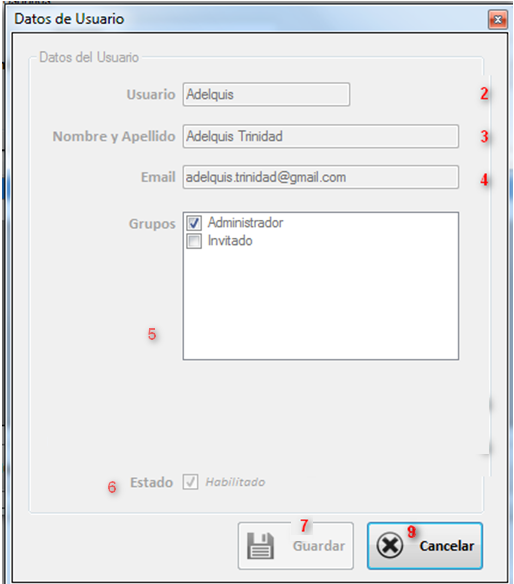 Datos de Usuario
Datos del Usuario
Usuario Adelquis 2
Nombre y Apellido Adelquis Trinidad 3
Email adelquis.trinidad@gmail.com 4
Grupos Administrador
Invitado
5
6 Estado Habilitado
7 Guardar
9 Cancelar